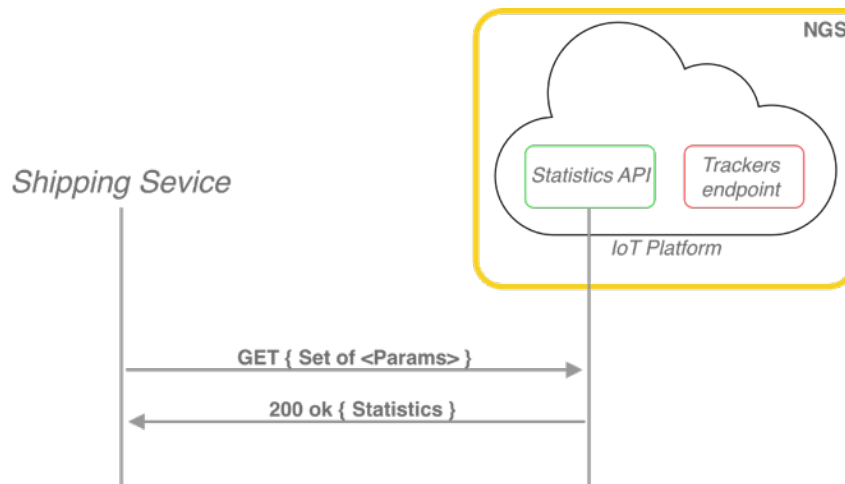 NGS
Statistics API
Trackers
endpoint
Shipping Sevice
IoT Platform
GET { Set of <Params> }
200 ok { Statistics }